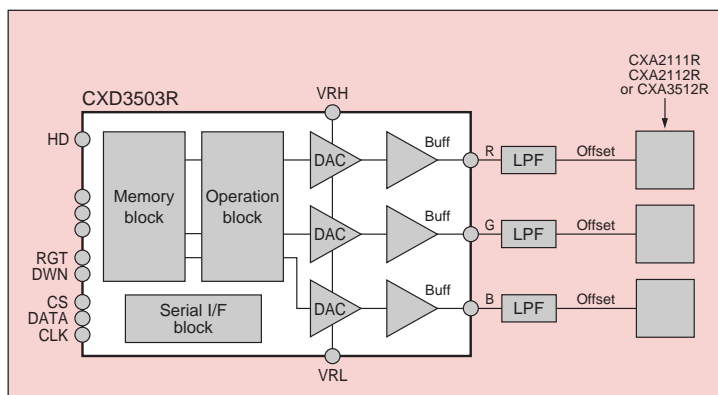 CXA2111R
CXA2112R
or CXA3512R
CXD3503R
VRH
HD
Memory
block
Operation
block
DAC
Buff
R
LPF
Offset
DAC
Buff
G
LPF
Offset
RGT
DWN
CS
DATA
CLK
Serial I/F
block
DAC
Buff
B
LPF
Offset
VRL